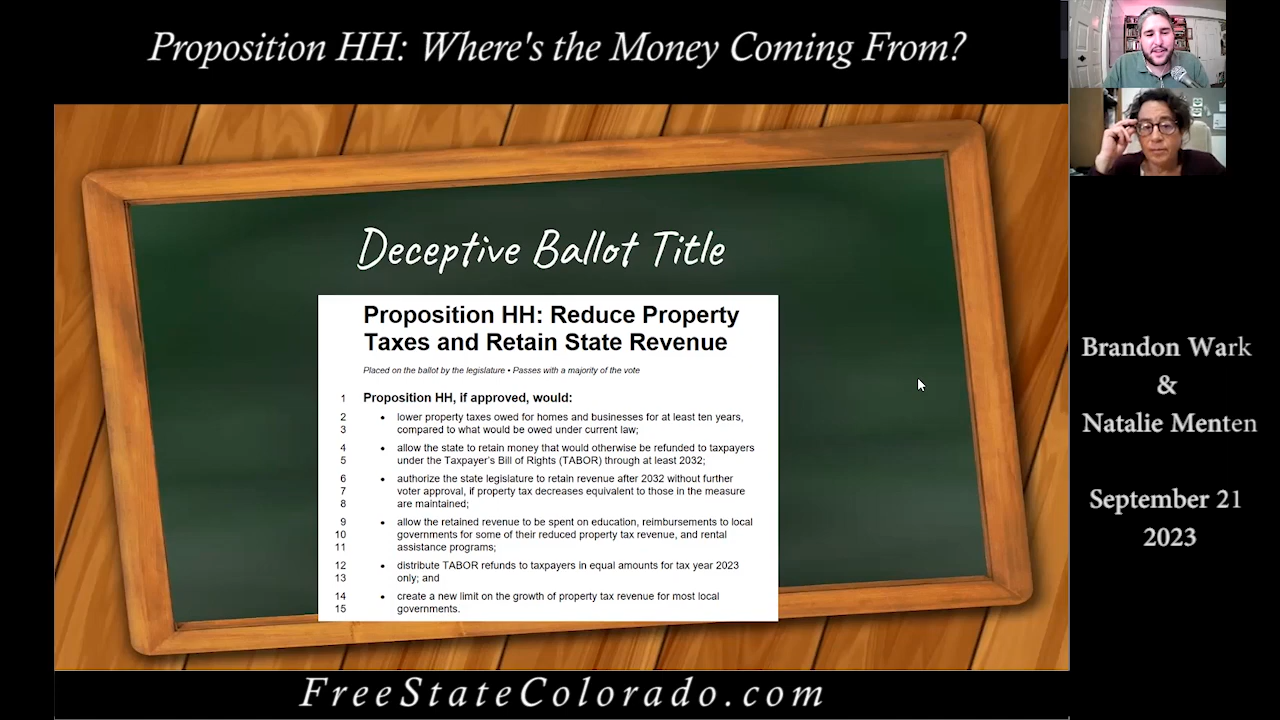 Proposition HH: Where's the Money Coming From?
Deceptive Ballot Title
Proposition HH: Reduce Property
Taxes and Retain State Revenue
Placed on the ballot by the legislature • Passes with a majority of the vote
1 Proposition HH, if approved, would:
2 • lower property taxes owed for homes and businesses for at least ten years,
3 compared to what would be owed under current law;
4 • allow the state to retain money that would otherwise be refunded to taxpayers
5 under the Taxpayer's Bill of Rights (TABOR) through at least 2032;
6 • authorize the state legislature to retain revenue after 2032 without further
7 voter approval, if property tax decreases equivalent to those in the measure
8 are maintained;
9 • allow the retained revenue to be spent on education, reimbursements to local
10 governments for some of their reduced property tax revenue, and rental
11 assistance programs;
12 • distribute TABOR refunds to taxpayers in equal amounts for tax year 2023
13 only; and
14 • create a new limit on the growth of property tax revenue for most local
15 governments.
Brandon Wark
&
Natalie Menten
September 21
2023
FreeStateColorado.com